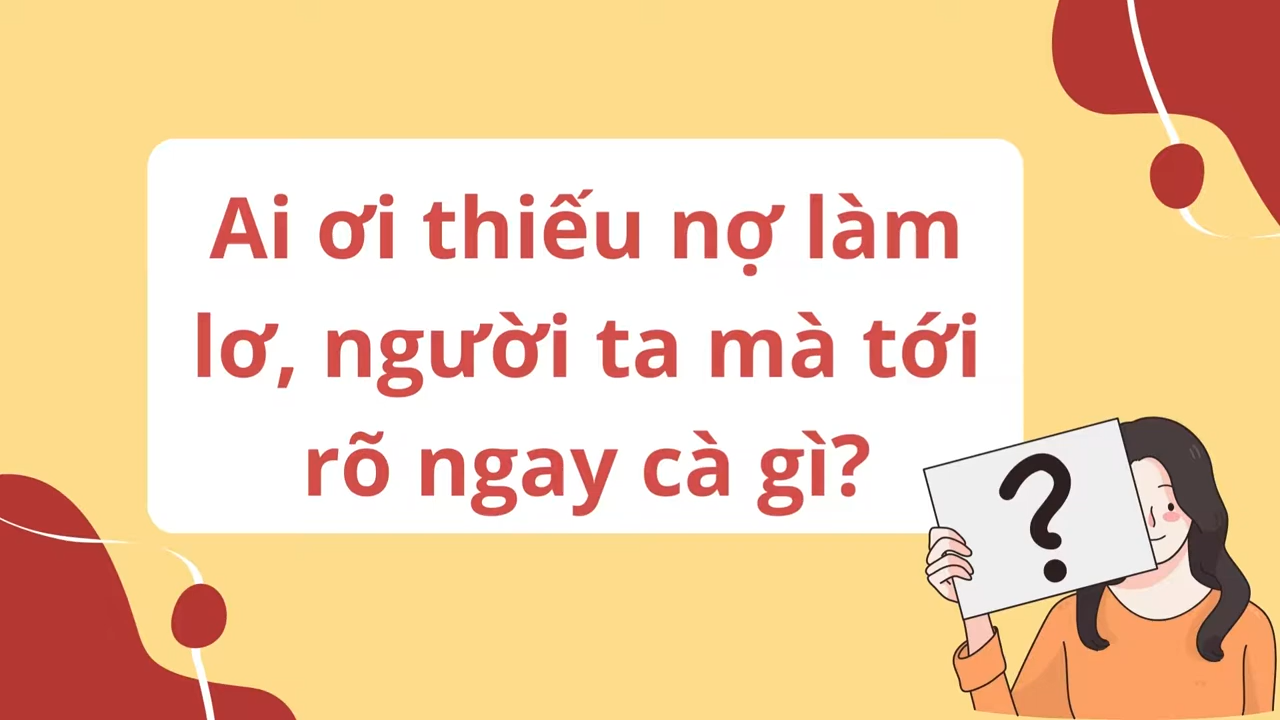 Ai ơi thiếu nợ làm
lơ, người ta mà tới
rõ ngay cà gì?
?